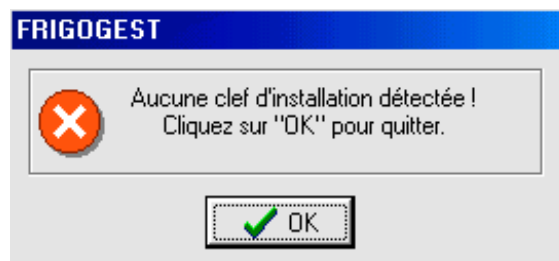 FRIGOGEST
Aucune clef d'installation détectée !
Cliquez sur "OK" pour quitter.
OK